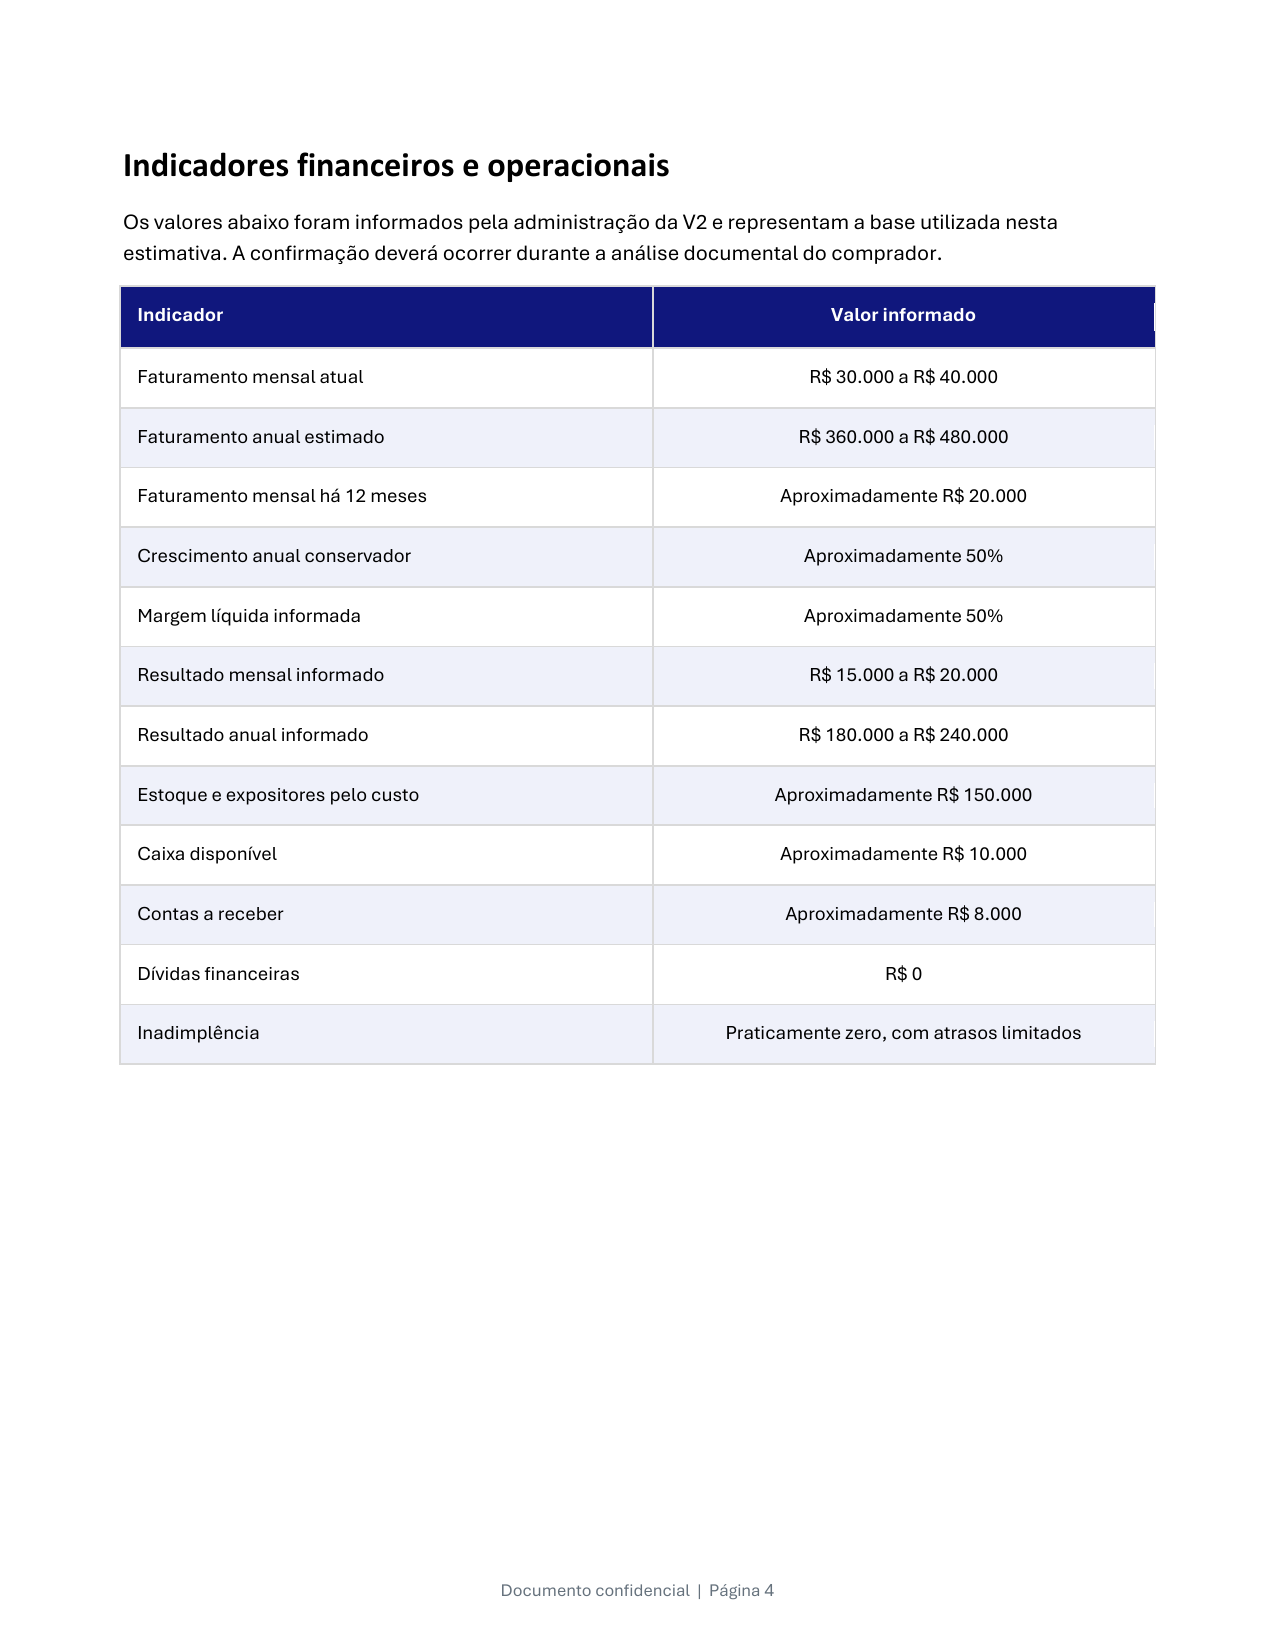 Indicadores financeiros e operacionais
Os valores abaixo foram informados pela administração da V2 e representam a base utilizada nesta
estimativa. A confirmação deverá ocorrer durante a análise documental do comprador.
Indicador Valor informado
Faturamento mensal atual R$ 30.000 a R$ 40.000
Faturamento anual estimado R$ 360.000 a R$ 480.000
Faturamento mensal há 12 meses Aproximadamente R$ 20.000
Crescimento anual conservador Aproximadamente 50%
Margem líquida informada Aproximadamente 50%
Resultado mensal informado R$ 15.000 a R$ 20.000
Resultado anual informado R$ 180.000 a R$ 240.000
Estoque e expositores pelo custo Aproximadamente R$ 150.000
Caixa disponível Aproximadamente R$ 10.000
Contas a receber Aproximadamente R$ 8.000
Dívidas financeiras R$ 0
Inadimplência Praticamente zero, com atrasos limitados
Documento confidencial | Página 4